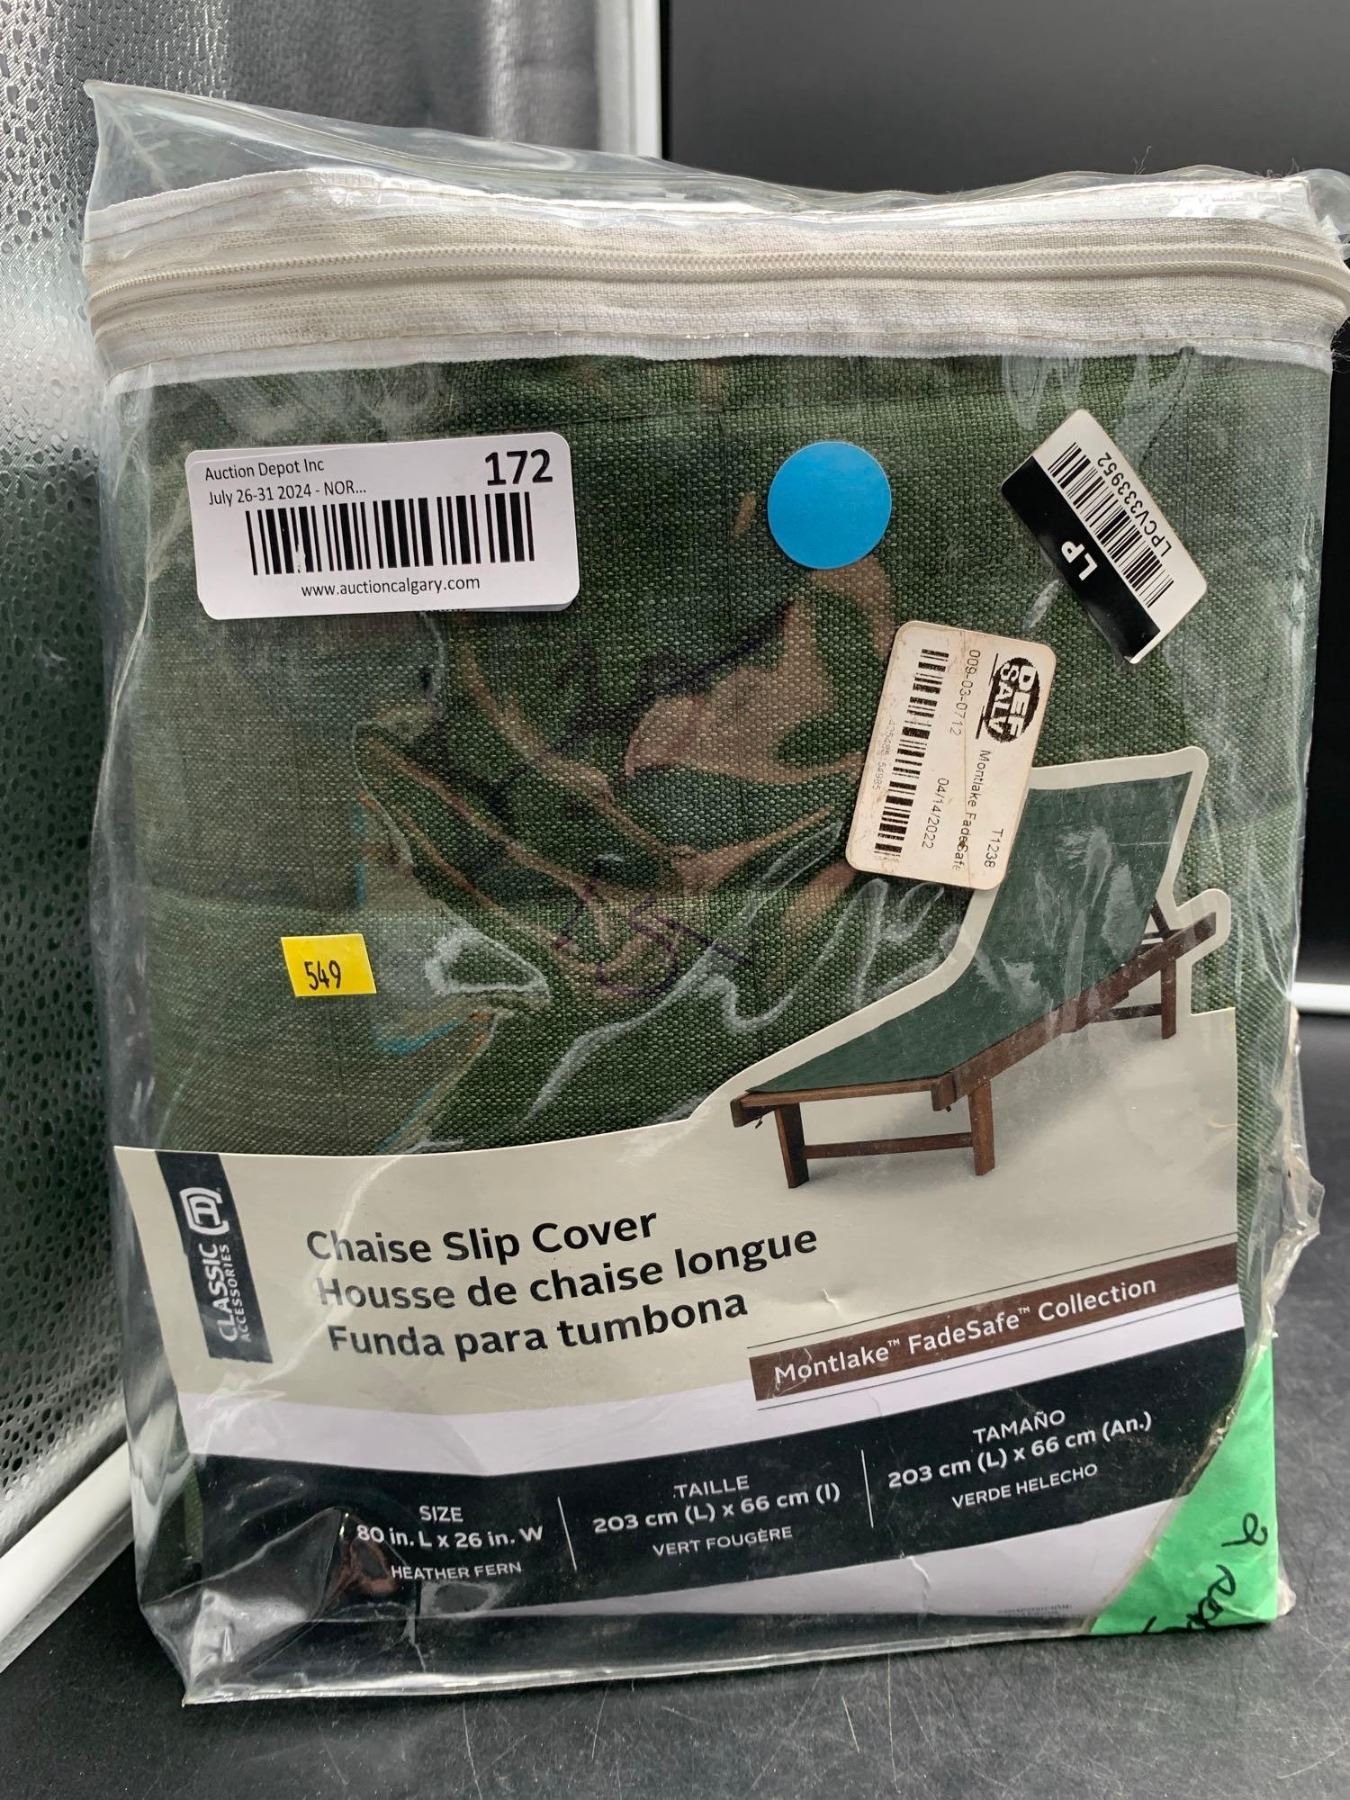 Auction Depot Inc
172
July 26-31 2024 - NOR...
www.auctioncalgary.com
LP
LPCV333952
DEF
SALV
T1238
Montlake FadeSafe
009-03-0712
04/14/2022
549
CLASSIC
ACCESSORIES
Chaise Slip Cover
Housse de chaise longue
Funda para tumbona
Montlake™ FadeSafe™ Collection
SIZE
80 in. L x 26 in. W
HEATHER FERN
TAILLE
203 cm (L) x 66 cm (l)
VERT FOUGÈRE
TAMAÑO
203 cm (L) x 66 cm (An.)
VERDE HELECHO